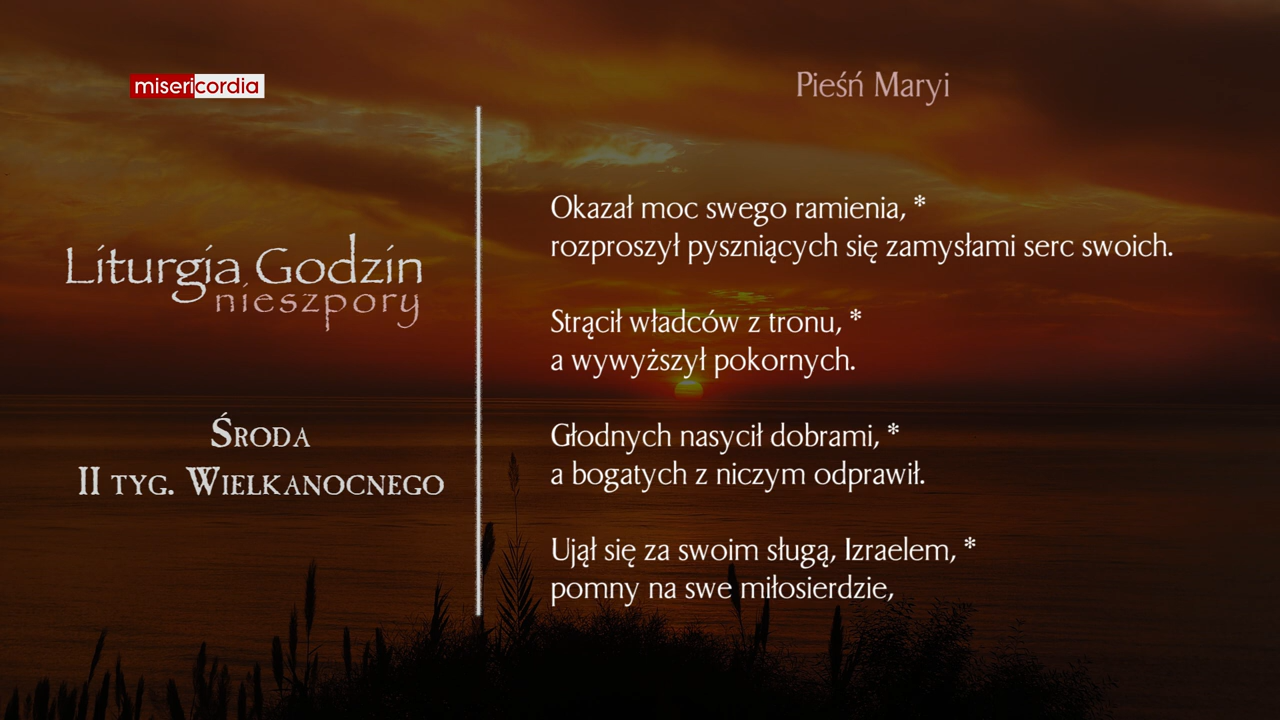 misericordia
Pieśń Maryi
Liturgia Godzin
nieszpory
Środa
II tyg. Wielkanocnego
Okazał moc swego ramienia, *
rozproszył pyszniących się zamysłami serc swoich.
Strącił władców z tronu, *
a wywyższył pokornych.
Głodnych nasycił dobrami, *
a bogatych z niczym odprawił.
Ujął się za swoim sługą, Izraelem, *
pomny na swe miłosierdzie,